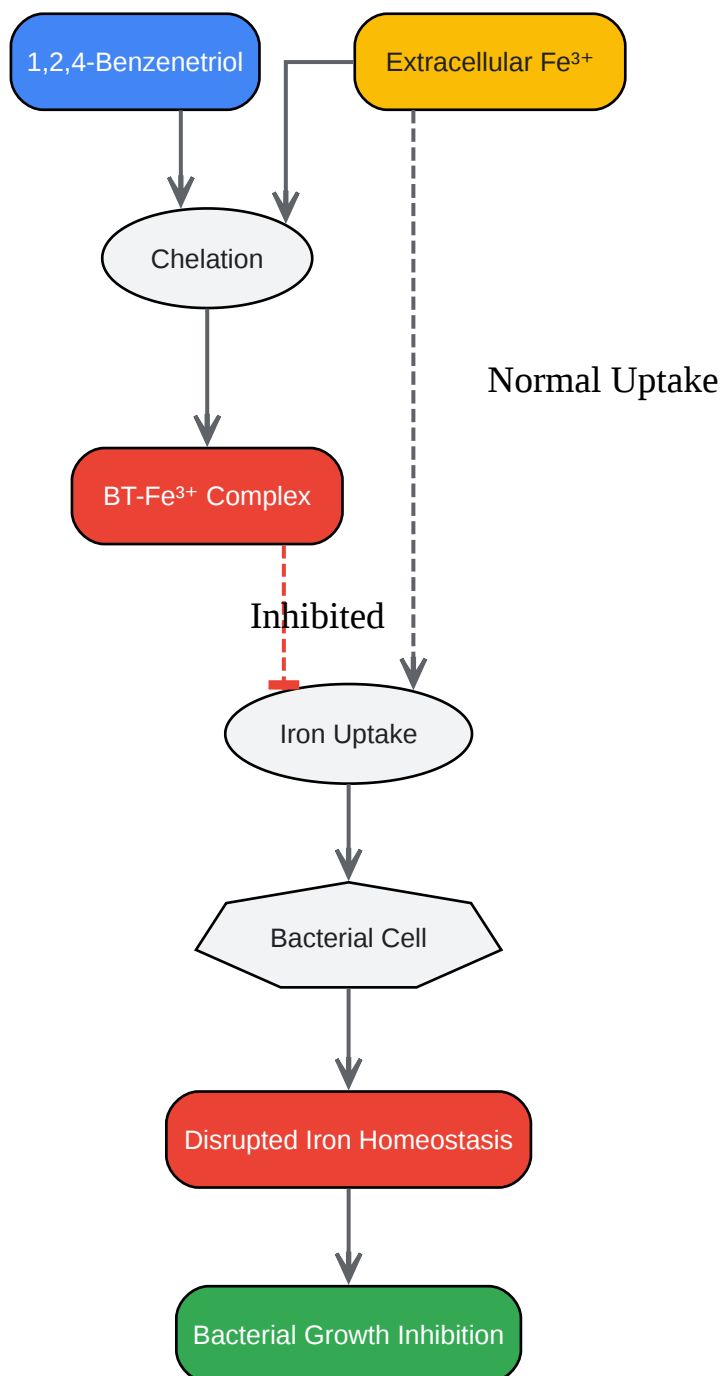 1,2,4-Benzenetriol
Extracellular Fe³⁺
Chelation
Normal Uptake
BT-Fe³⁺ Complex
Inhibited
Iron Uptake
Bacterial Cell
Disrupted Iron Homeostasis
Bacterial Growth Inhibition